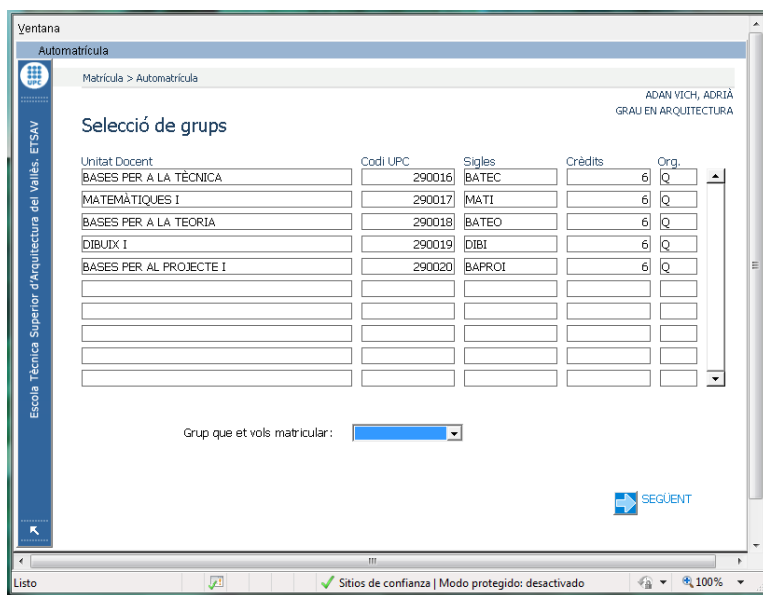 Ventana
Automatrícula
UPC
Matrícula > Automatrícula
ADAN VICH, ADRIÀ
GRAU EN ARQUITECTURA
Selecció de grups
Unitat Docent Codi UPC Sigles Crèdits Org.
BASES PER A LA TÈCNICA 290016 BATEC 6 Q
MATEMÀTIQUES I 290017 MATI 6 Q
BASES PER A LA TEORIA 290018 BATEO 6 Q
DIBUIX I 290019 DIBI 6 Q
BASES PER AL PROJECTE I 290020 BAPROI 6 Q
Grup que et vols matricular:
SEGÜENT
Escola Tècnica Superior d'Arquitectura del Vallès. ETSAV
Listo Sitios de confianza | Modo protegido: desactivado 100%